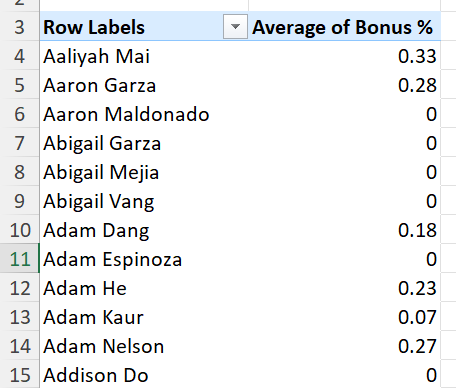 3 Row Labels Average of Bonus %
4 Aaliyah Mai 0.33
5 Aaron Garza 0.28
6 Aaron Maldonado 0
7 Abigail Garza 0
8 Abigail Mejia 0
9 Abigail Vang 0
10 Adam Dang 0.18
11 Adam Espinoza 0
12 Adam He 0.23
13 Adam Kaur 0.07
14 Adam Nelson 0.27
15 Addison Do 0